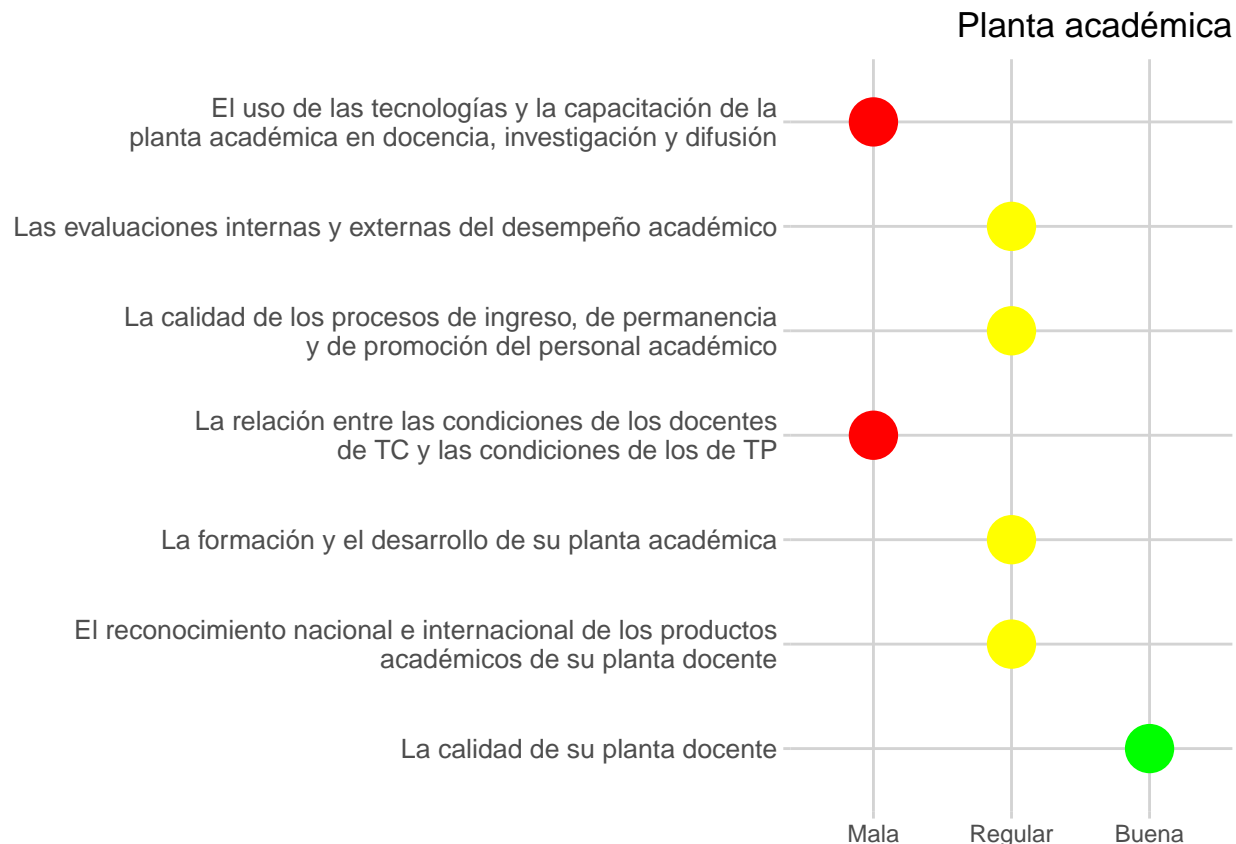 Planta académica
El uso de las tecnologías y la capacitación de la
planta académica en docencia, investigación y difusión
Las evaluaciones internas y externas del desempeño académico
La calidad de los procesos de ingreso, de permanencia
y de promoción del personal académico
La relación entre las condiciones de los docentes
de TC y las condiciones de los de TP
La formación y el desarrollo de su planta académica
El reconocimiento nacional e internacional de los productos
académicos de su planta docente
La calidad de su planta docente
Mala Regular Buena